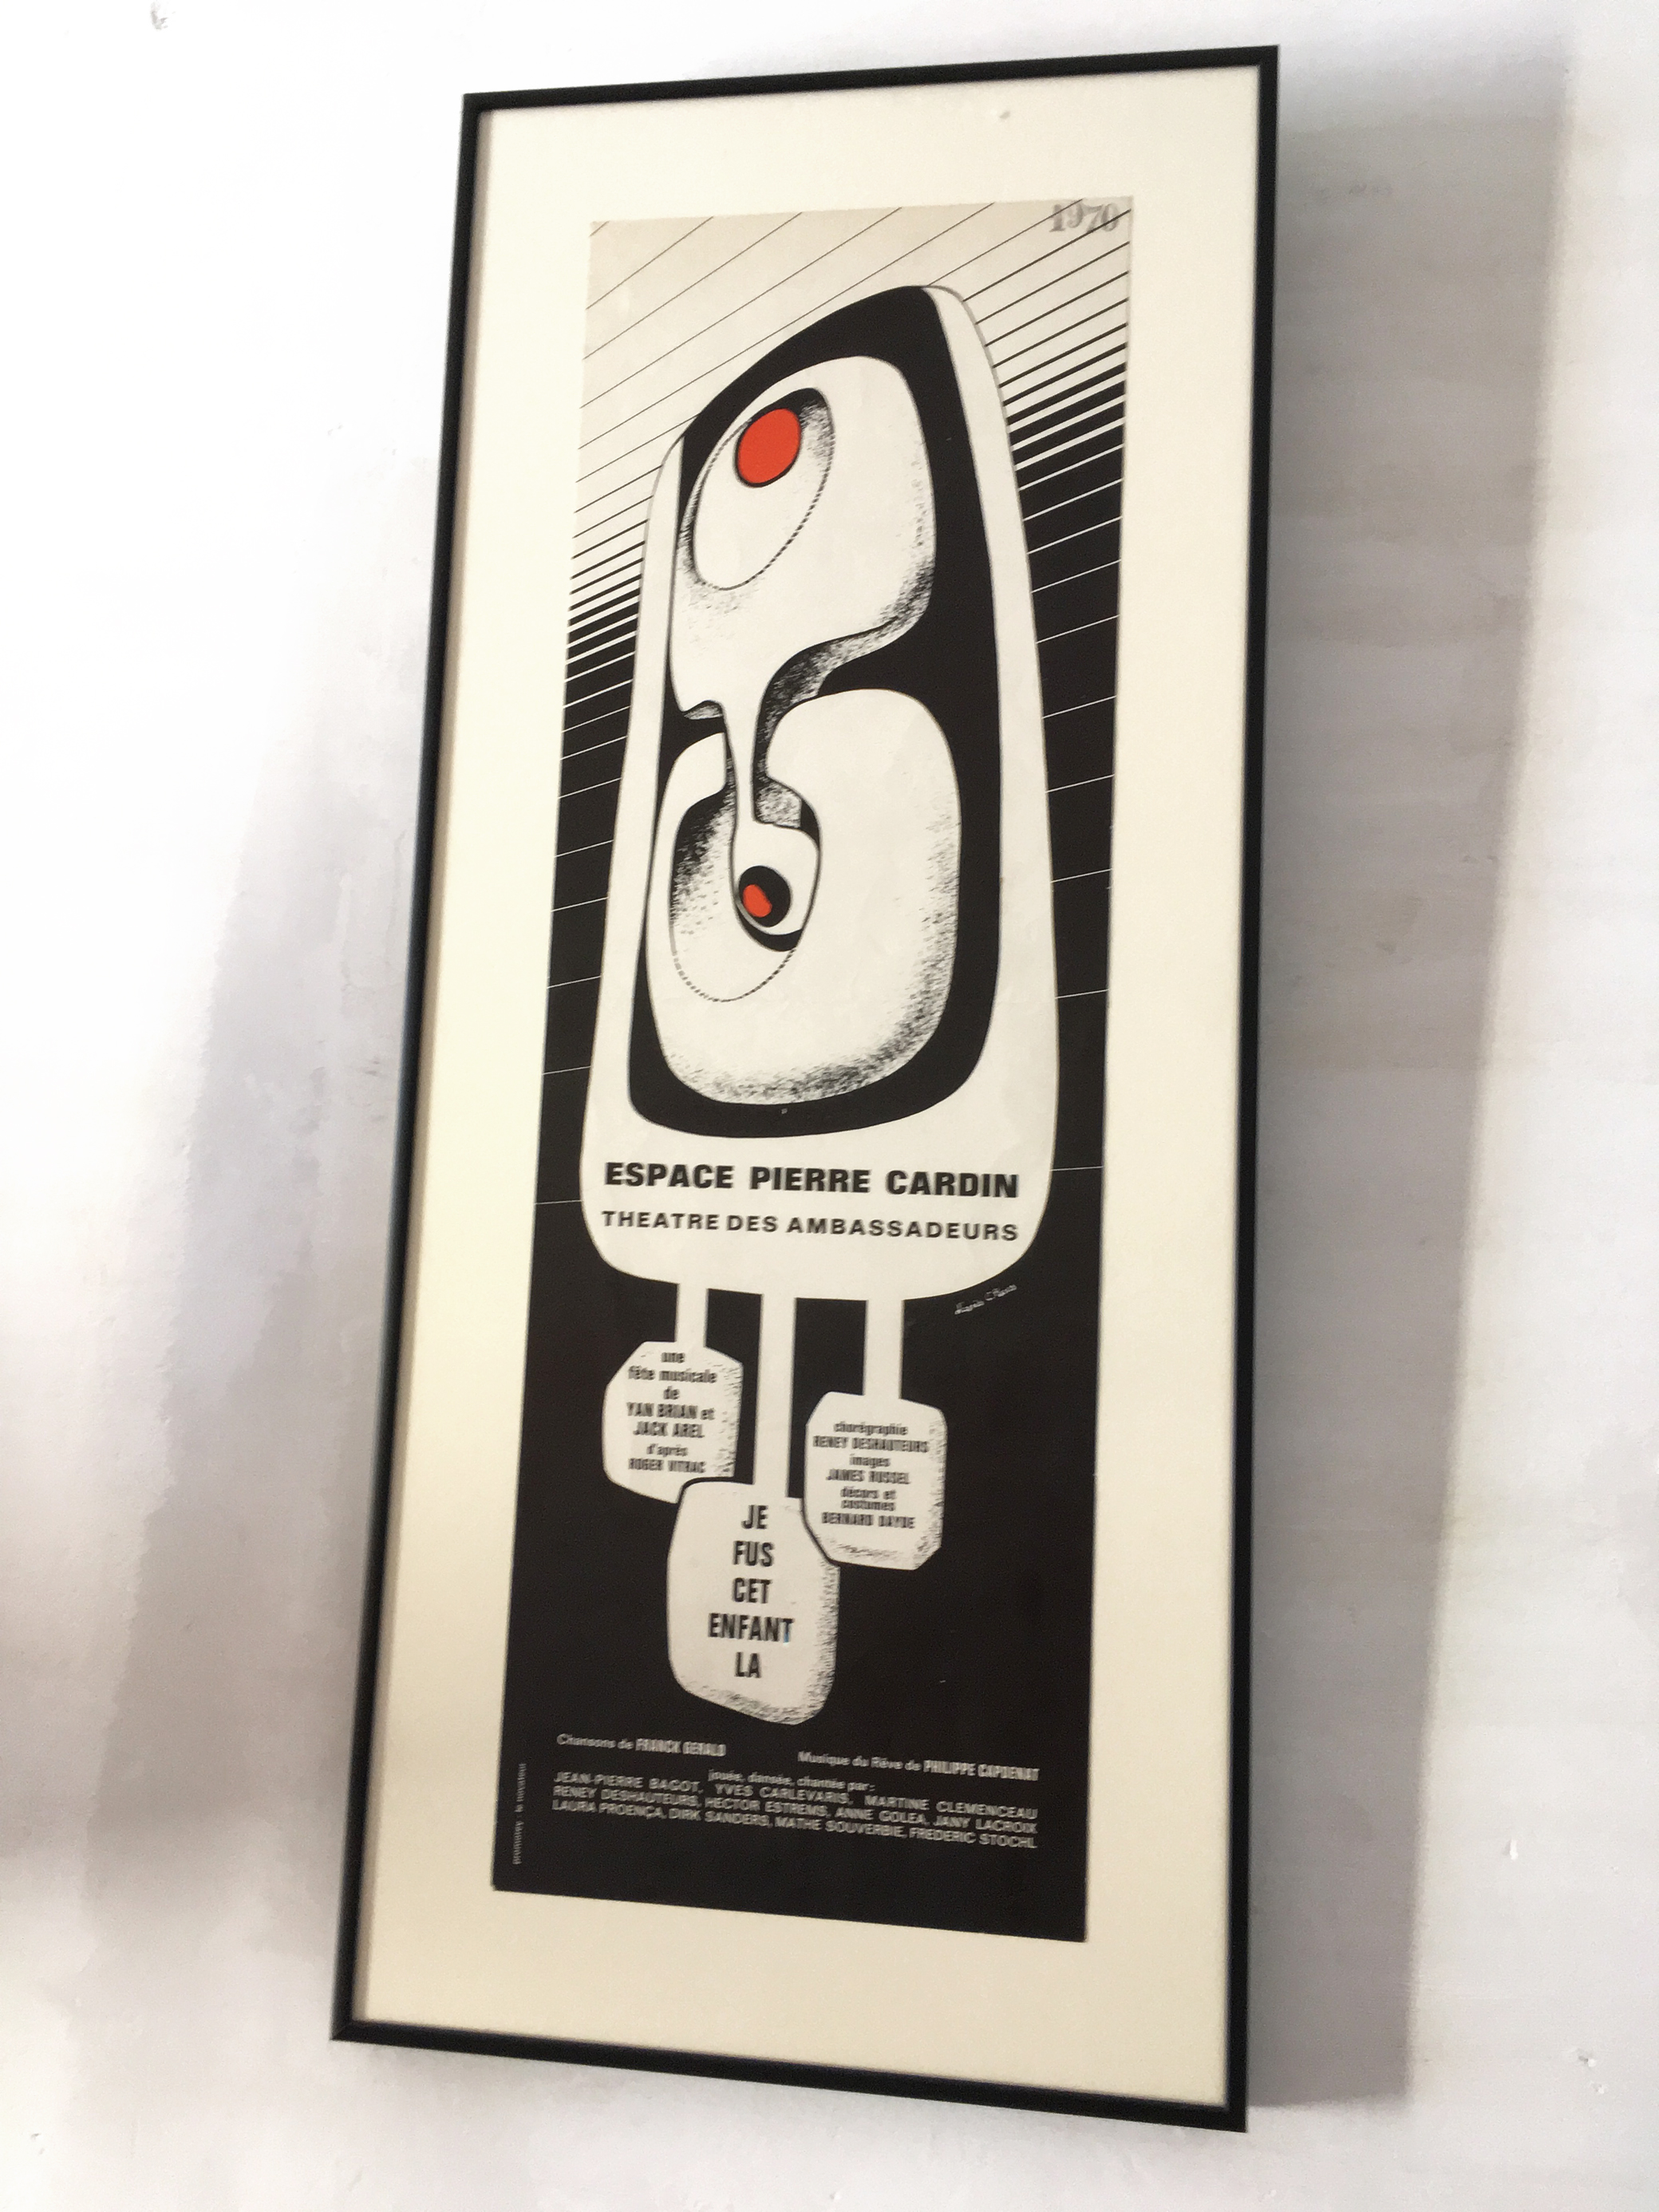 1970
ESPACE PIERRE CARDIN
THEATRE DES AMBASSADEURS
une
fête musicale
de
YAN BRIAN et
JACK AREL
d'après
ROGER VITRAC
chorégraphie
RENEY DESHAUTEURS
images
JAMES RUSSEL
décors et
costumes
BERNARD DAYDE
JE
FUS
CET
ENFANT
LA
Chansons de FRANCK GERALD
Musique du Rêve de PHILIPPE CAPDENAT
jouée, dansée, chantée par:
JEAN-PIERRE BAGOT, YVES CARLEVARIS, MARTINE CLEMENCEAU
RENEY DESHAUTEURS, HECTOR ESTREMS, ANNE GOLEA, JANY LACROIX
LAURA PROENÇA, DIRK SANDERS, MATHE SOUVERBIE, FREDERIC STOCHL